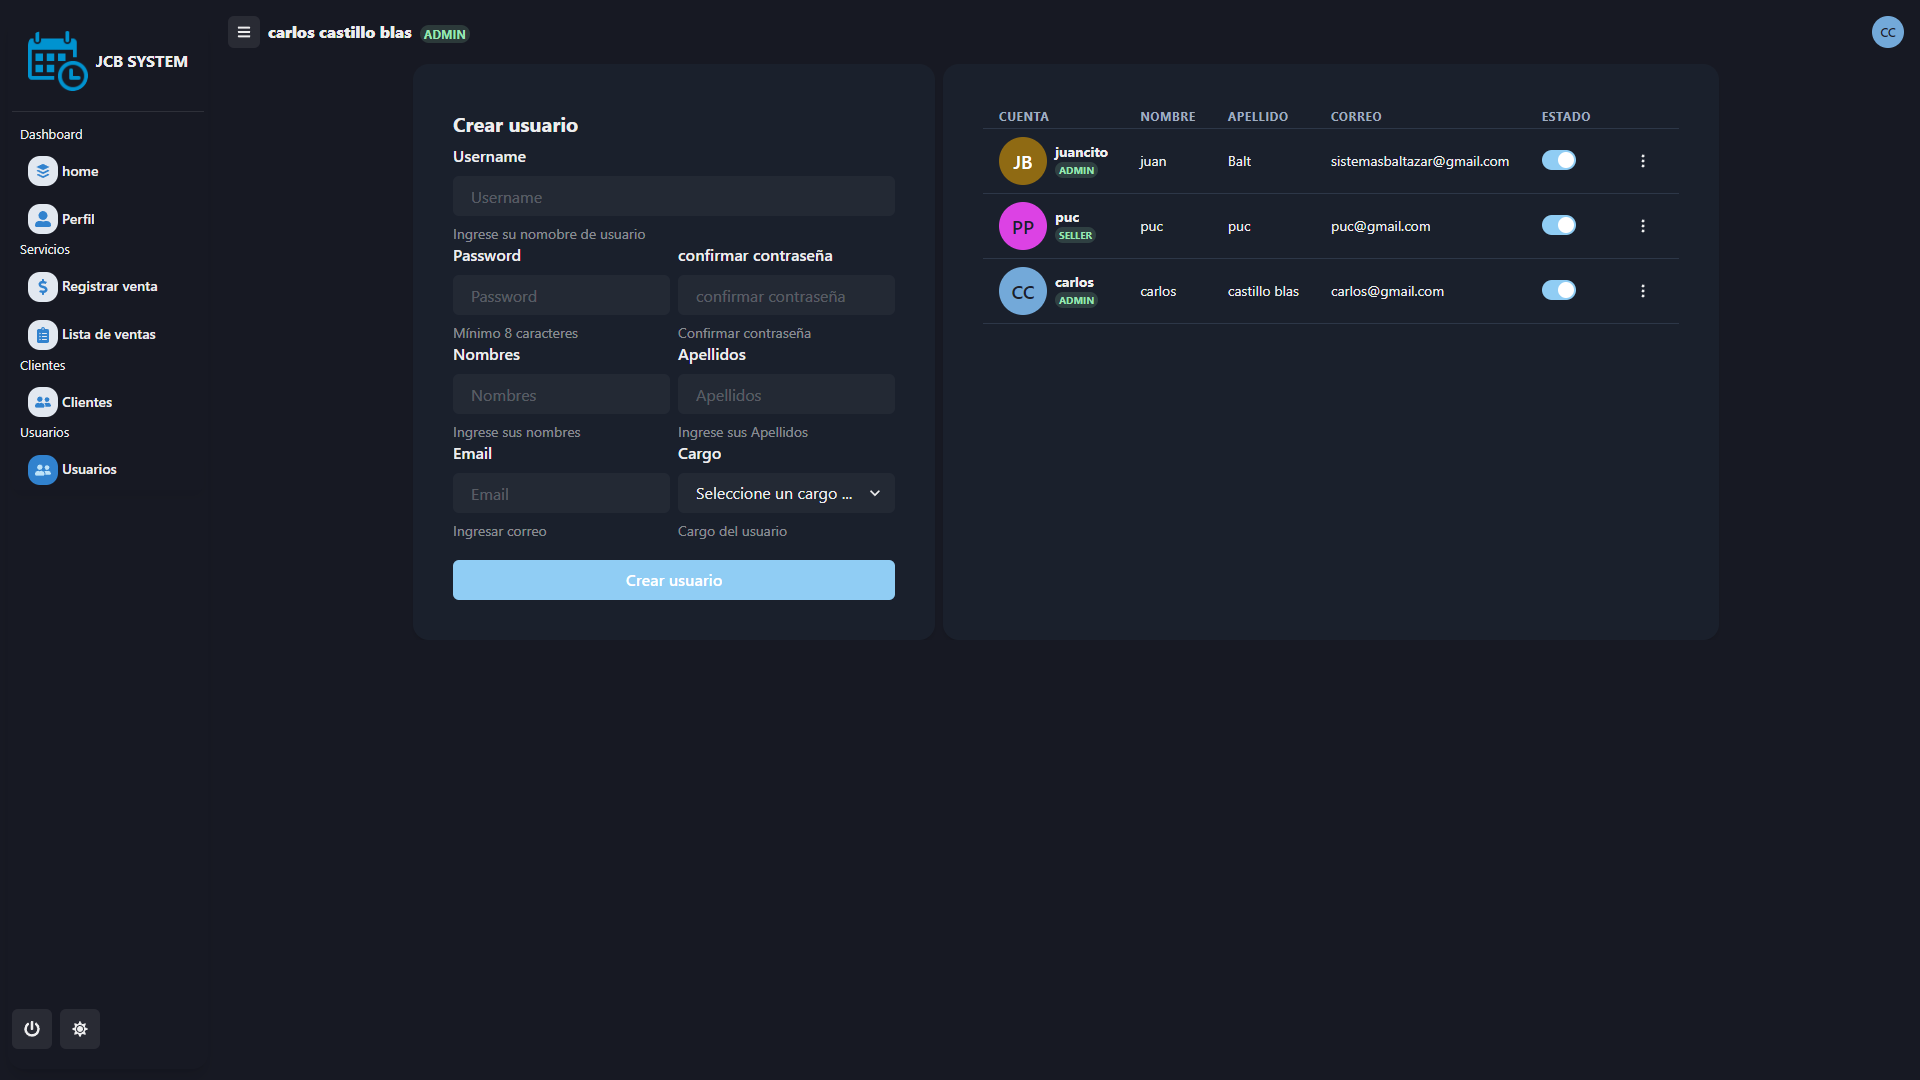 JCB SYSTEM
Dashboard
home
Perfil
Servicios
Registrar venta
Lista de ventas
Clientes
Clientes
Usuarios
Usuarios
carlos castillo blas ADMIN
CC
Crear usuario
Username
Username
Ingrese su nomobre de usuario
Password confirmar contraseña
Password confirmar contraseña
Mínimo 8 caracteres Confirmar contraseña
Nombres Apellidos
Nombres Apellidos
Ingrese sus nombres Ingrese sus Apellidos
Email Cargo
Email Seleccione un cargo ...
Ingresar correo Cargo del usuario
Crear usuario
CUENTA NOMBRE APELLIDO CORREO ESTADO
JB juancito ADMIN juan Balt sistemasbaltazar@gmail.com
PP puc SELLER puc puc puc@gmail.com
CC carlos ADMIN carlos castillo blas carlos@gmail.com